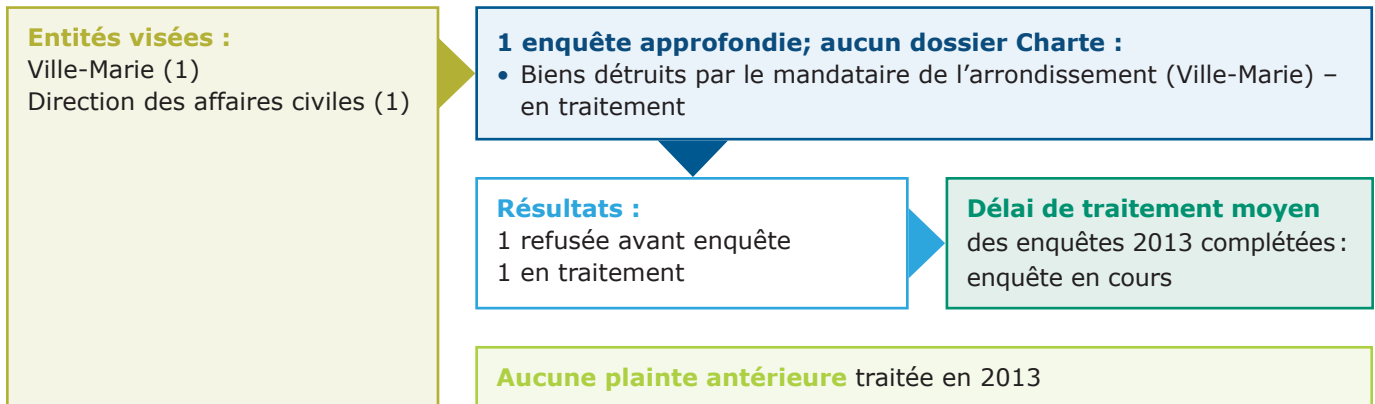 Entités visées :
Ville-Marie (1)
Direction des affaires civiles (1)
1 enquête approfondie; aucun dossier Charte :
• Biens détruits par le mandataire de l’arrondissement (Ville-Marie) –
en traitement
Résultats :
1 refusée avant enquête
1 en traitement
Délai de traitement moyen
des enquêtes 2013 complétées :
enquête en cours
Aucune plainte antérieure traitée en 2013